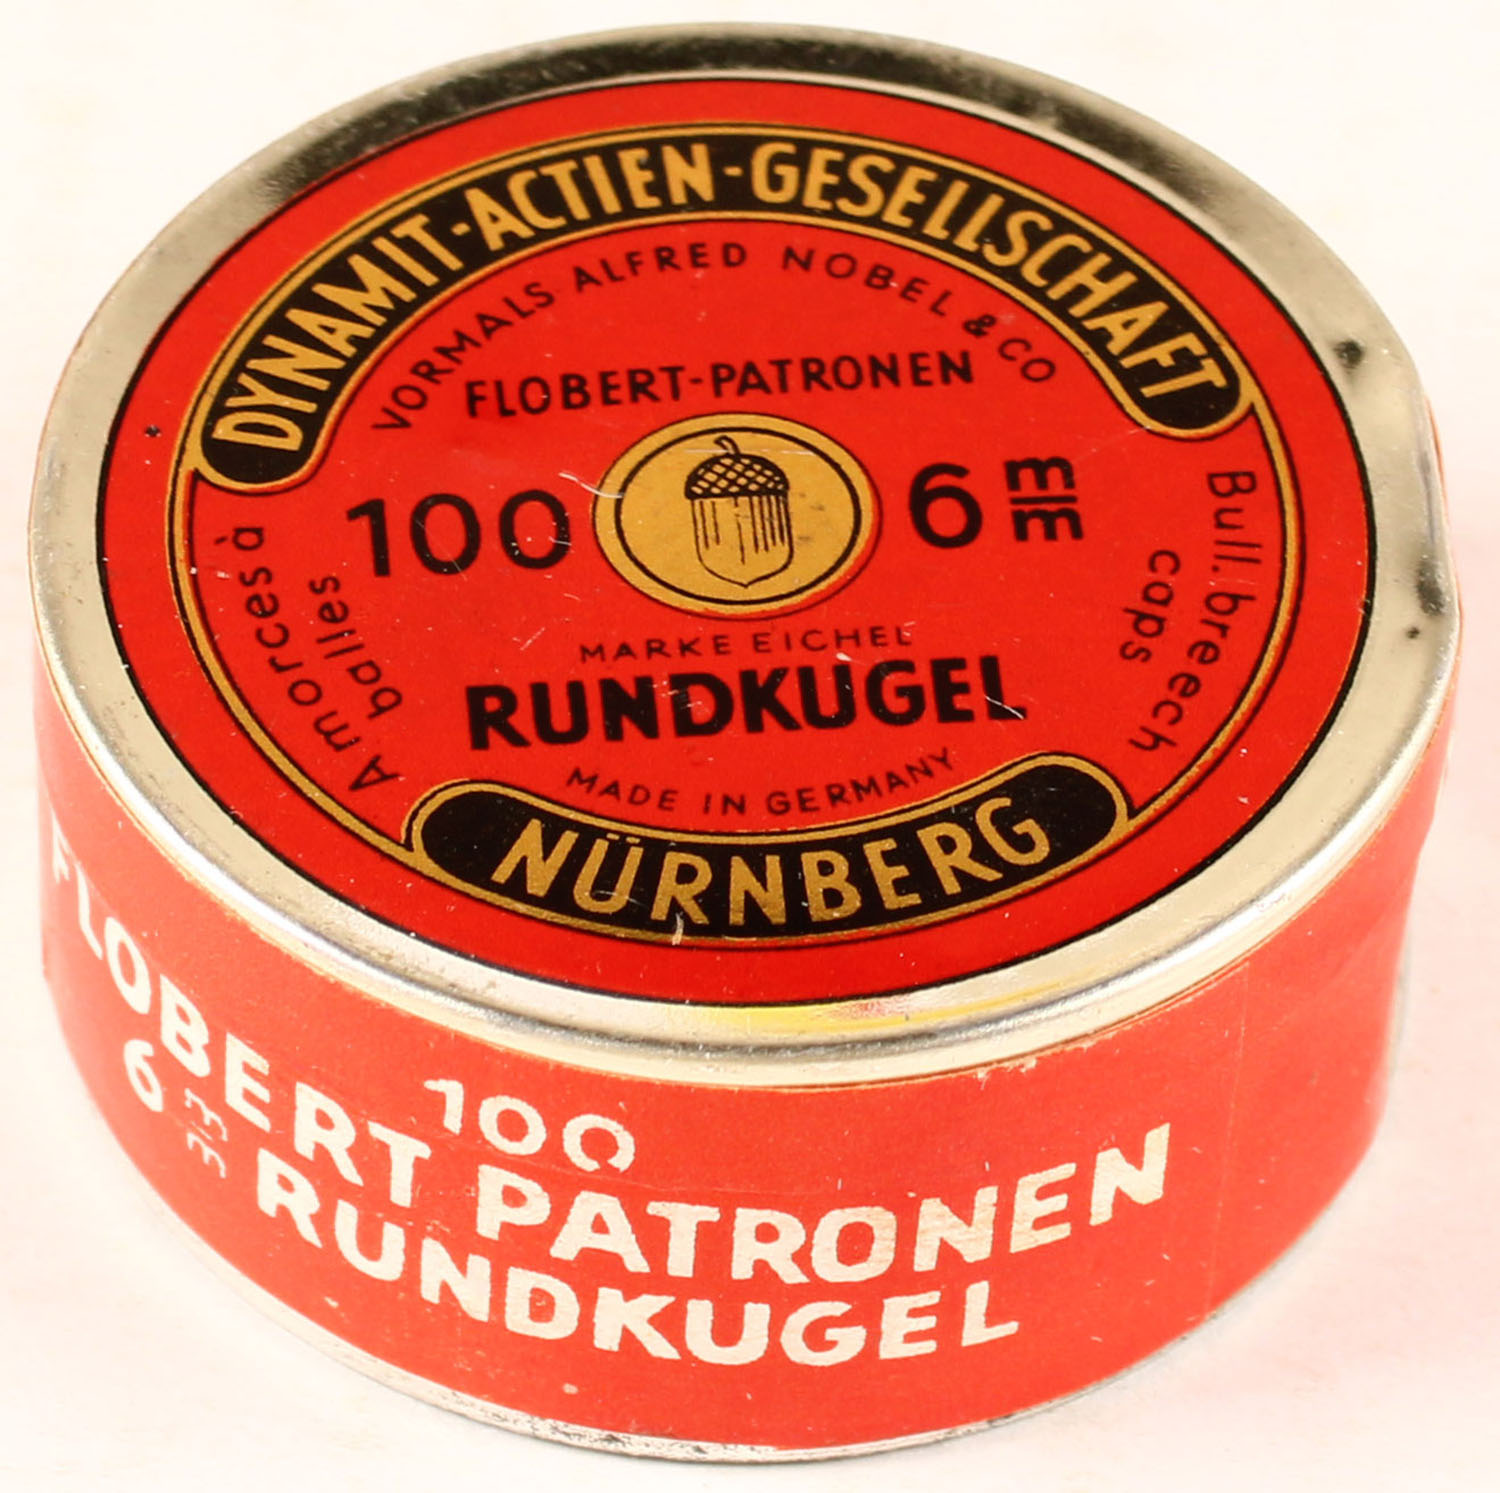 DYNAMIT-ACTIEN-GESELLSCHAFT
VORMALS ALFRED NOBEL & CO
FLOBERT-PATRONEN
100 6 m/m
Amorces à
balles
Bull. breech
caps
MARKE EICHEL
RUNDKUGEL
MADE IN GERMANY
NÜRNBERG
100
FLOBERT PATRONEN
6 m/m RUNDKUGEL